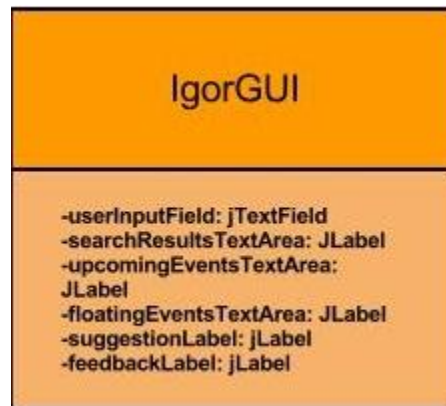 IgorGUI
-userInputField: jTextField
-searchResultsTextArea: JLabel
-upcomingEventsTextArea:
JLabel
-floatingEventsTextArea: JLabel
-suggestionLabel: jLabel
-feedbackLabel: jLabel